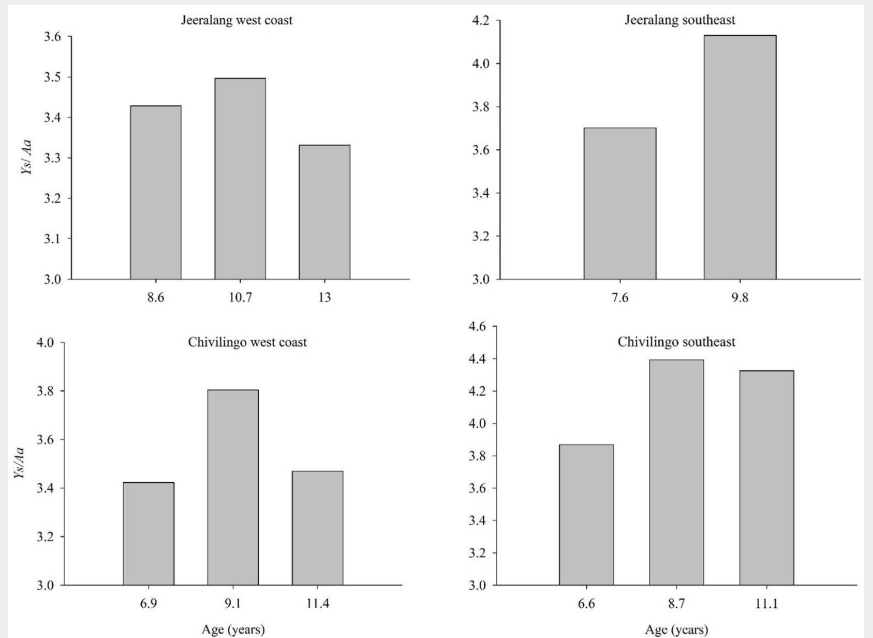 Jeeralang west coast
Ys/ Aa
3.6
3.5
3.4
3.3
3.2
3.1
3.0
8.6 10.7 13
Jeeralang southeast
4.2
4.0
3.8
3.6
3.4
3.2
3.0
7.6 9.8
Chivilingo west coast
Ys/Aa
4.0
3.8
3.6
3.4
3.2
3.0
6.9 9.1 11.4
Age (years)
Chivilingo southeast
4.6
4.4
4.2
4.0
3.8
3.6
3.4
3.2
3.0
6.6 8.7 11.1
Age (years)